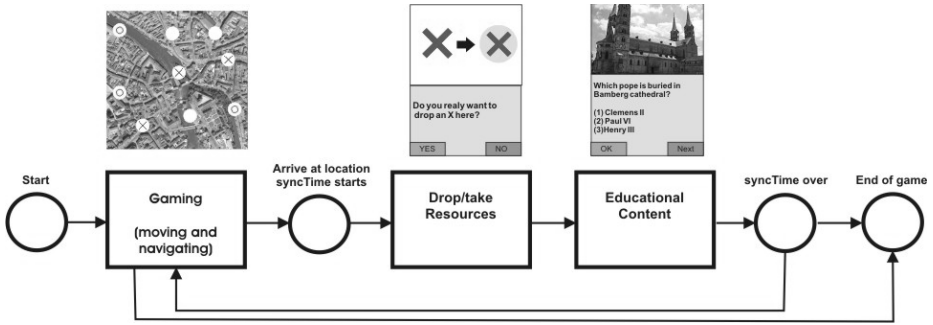 Do you realy want to
drop an X here?
YES
NO
Which pope is buried in
Bamberg cathedral?
(1) Clemens II
(2) Paul VI
(3)Henry III
OK
Next
Start
Gaming
(moving and
navigating)
Arrive at location
syncTime starts
Drop/take
Resources
Educational
Content
syncTime over
End of game